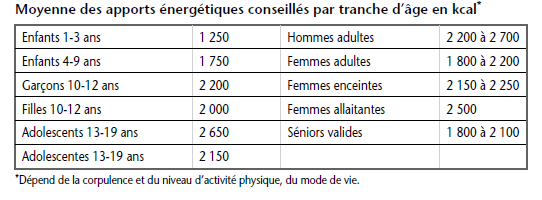 Moyenne des apports énergétiques conseillés par tranche d’âge en kcal*
Enfants 1-3 ans 1 250 Hommes adultes 2 200 à 2 700
Enfants 4-9 ans 1 750 Femmes adultes 1 800 à 2 200
Garçons 10-12 ans 2 200 Femmes enceintes 2 150 à 2 250
Filles 10-12 ans 2 000 Femmes allaitantes 2 500
Adolescents 13-19 ans 2 650 Séniors valides 1 800 à 2 100
Adolescentes 13-19 ans 2 150
*Dépend de la corpulence et du niveau d’activité physique, du mode de vie.